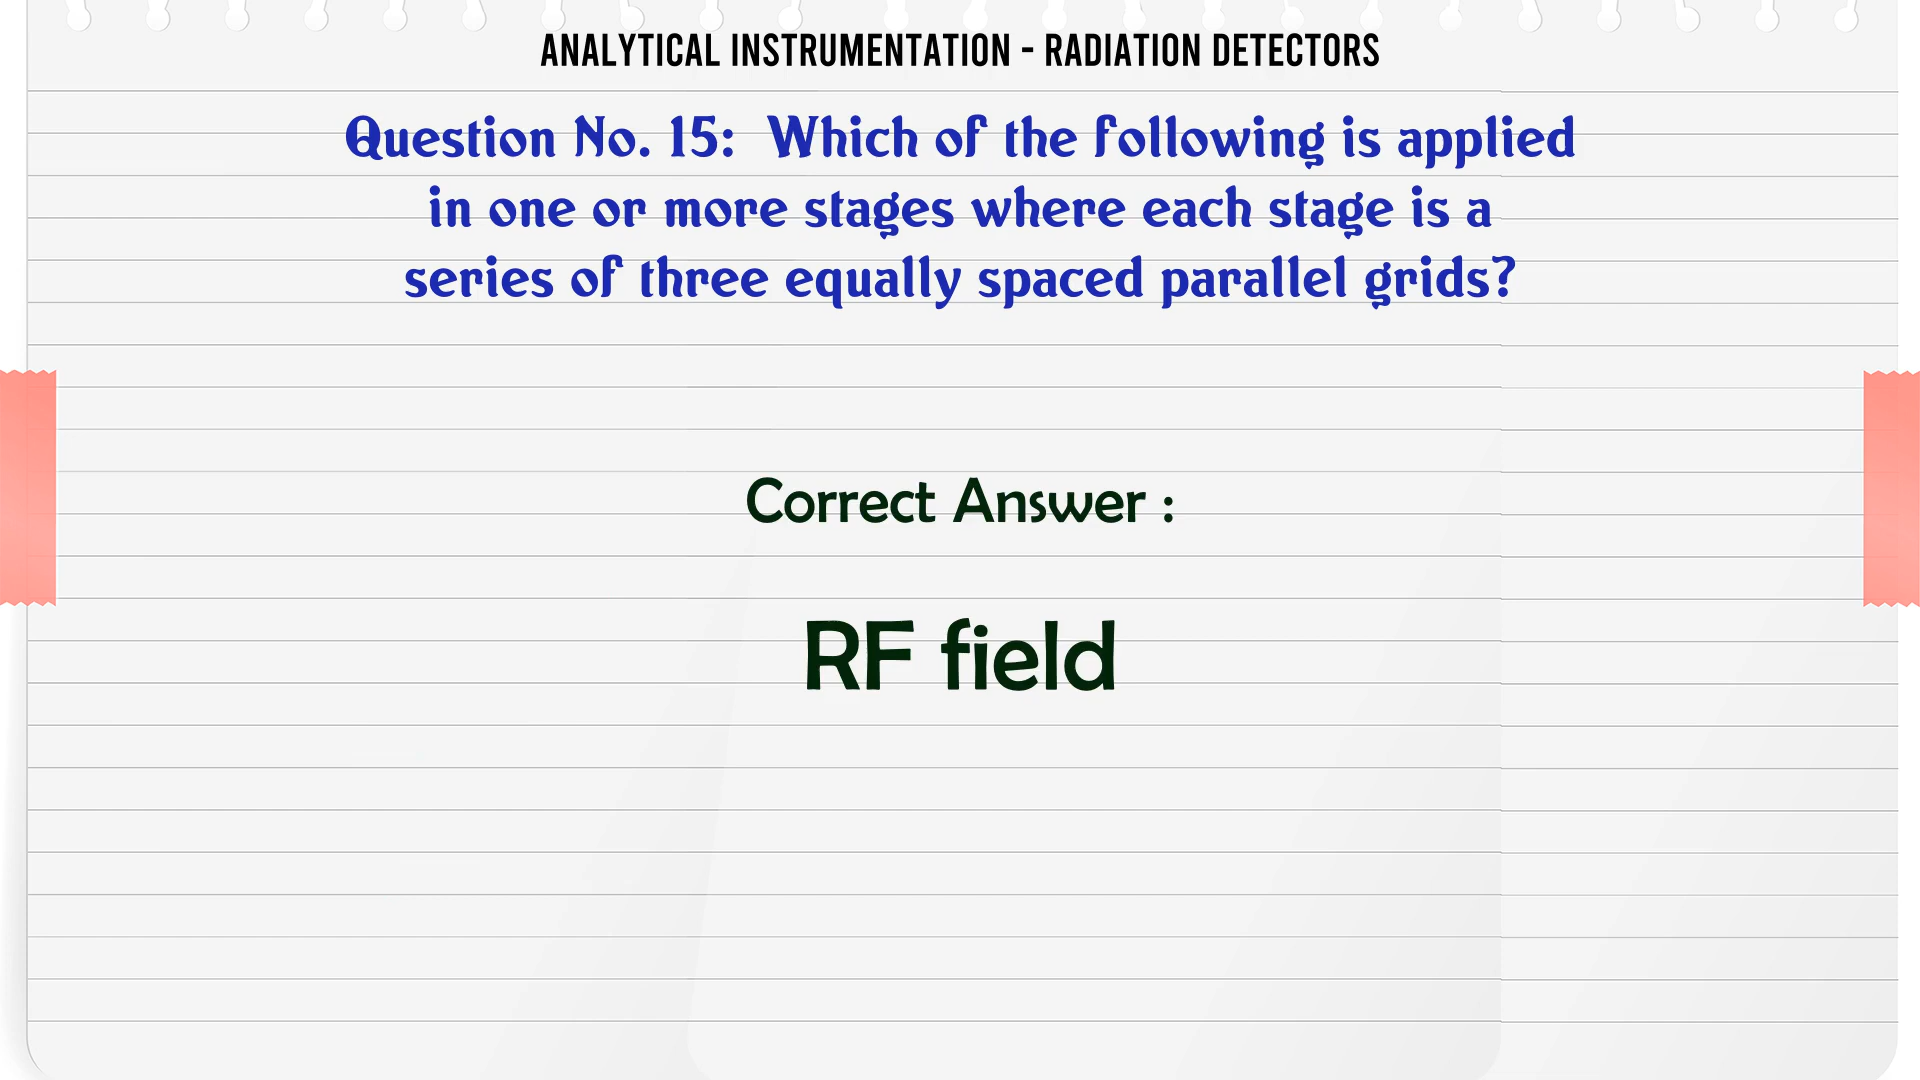 ANALYTICAL INSTRUMENTATION - RADIATION DETECTORS
Question No. 15:  Which of the following is applied
in one or more stages where each stage is a
series of three equally spaced parallel grids?
Correct Answer :
RF field